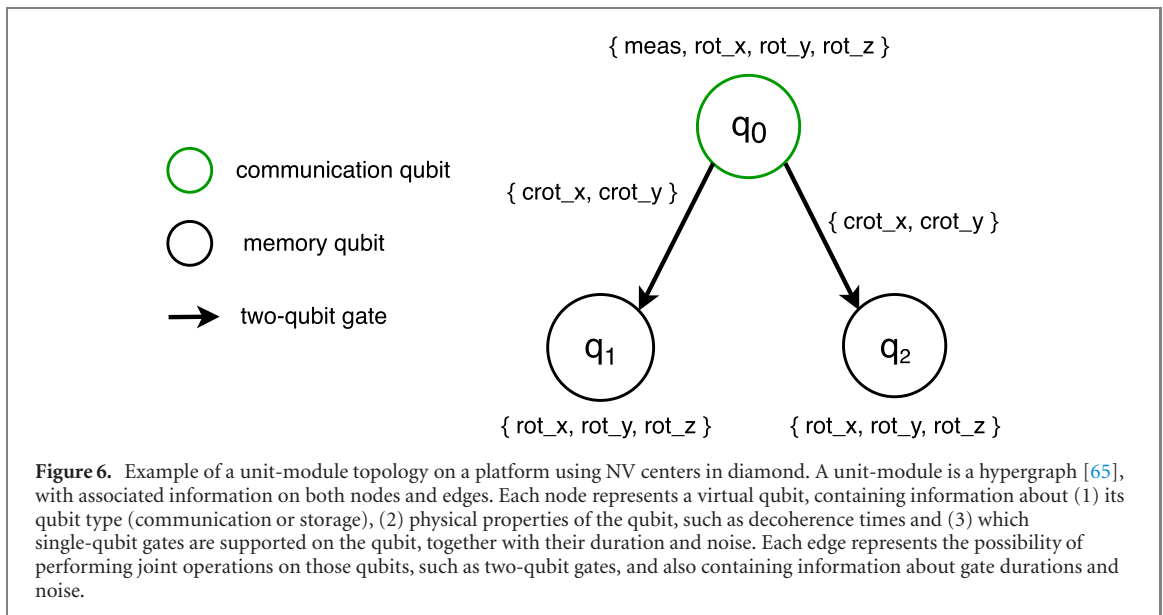 { meas, rot_x, rot_y, rot_z }
q0
communication qubit
{ crot_x, crot_y }
{ crot_x, crot_y }
memory qubit
two-qubit gate
q1
q2
{ rot_x, rot_y, rot_z }
{ rot_x, rot_y, rot_z }
Figure 6. Example of a unit-module topology on a platform using NV centers in diamond. A unit-module is a hypergraph [65],
with associated information on both nodes and edges. Each node represents a virtual qubit, containing information about (1) its
qubit type (communication or storage), (2) physical properties of the qubit, such as decoherence times and (3) which
single-qubit gates are supported on the qubit, together with their duration and noise. Each edge represents the possibility of
performing joint operations on those qubits, such as two-qubit gates, and also containing information about gate durations and
noise.